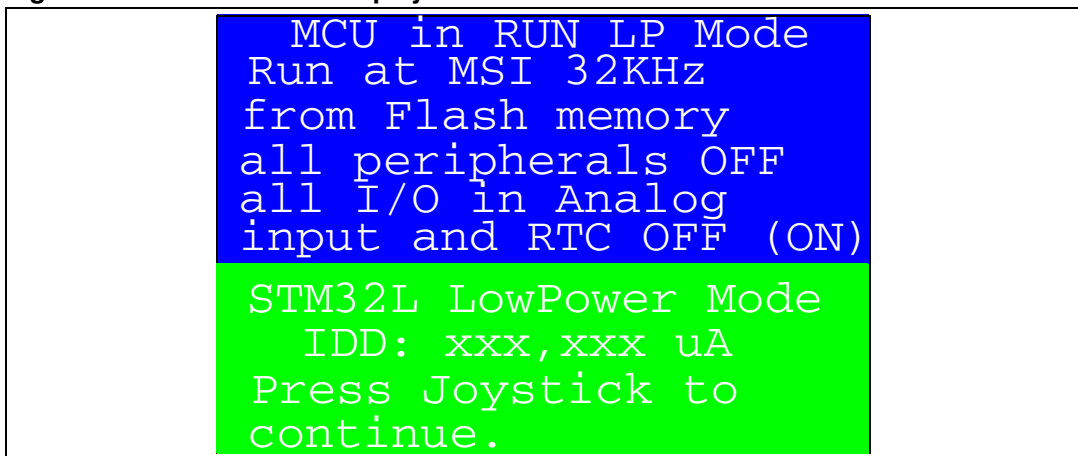 MCU in RUN LP Mode
Run at MSI 32KHz
from Flash memory
all peripherals OFF
all I/O in Analog
input and RTC OFF (ON)
STM32L LowPower Mode
IDD: xxx,xxx uA
Press Joystick to
continue.